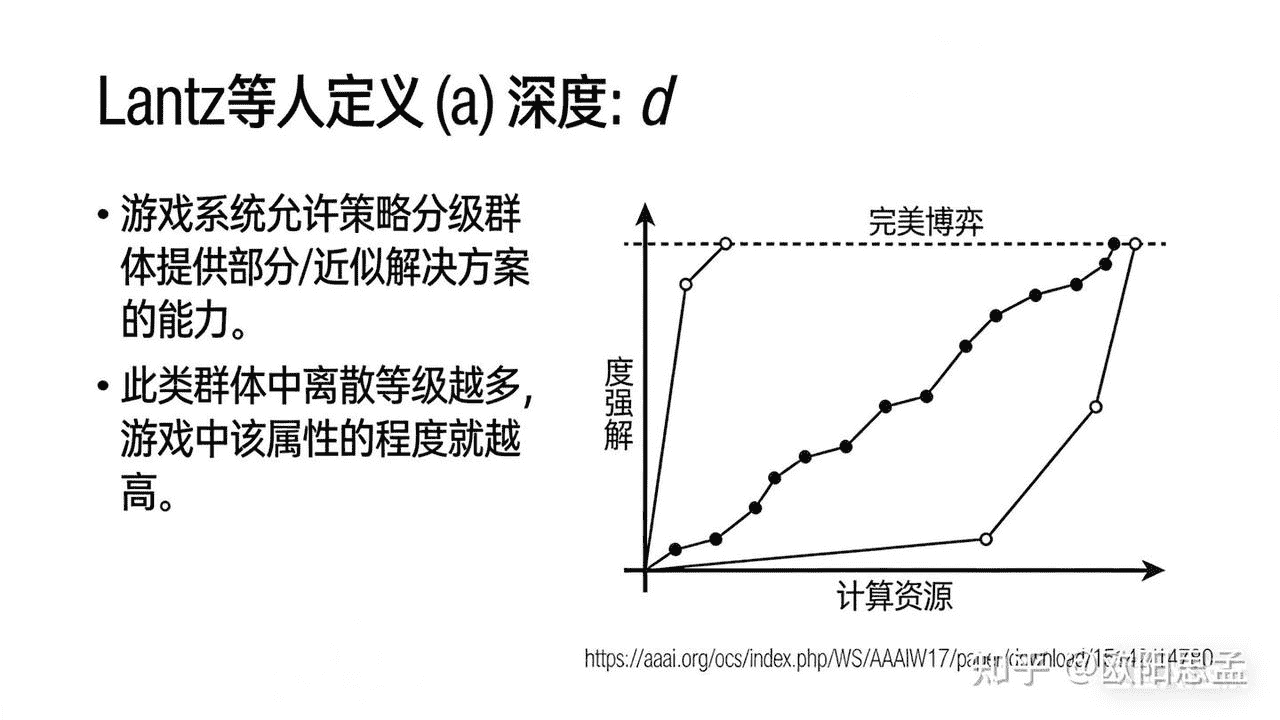 Lantz等人定义 (a) 深度: d
• 游戏系统允许策略分级群
体提供部分/近似解决方案
的能力。
• 此类群体中离散等级越多，
游戏中该属性的程度就越
高。
完美博弈
度强解
计算资源
https://aaai.org/ocs/index.php/WS/AAAIW17/paper/download/
知乎 @欧阳思孟